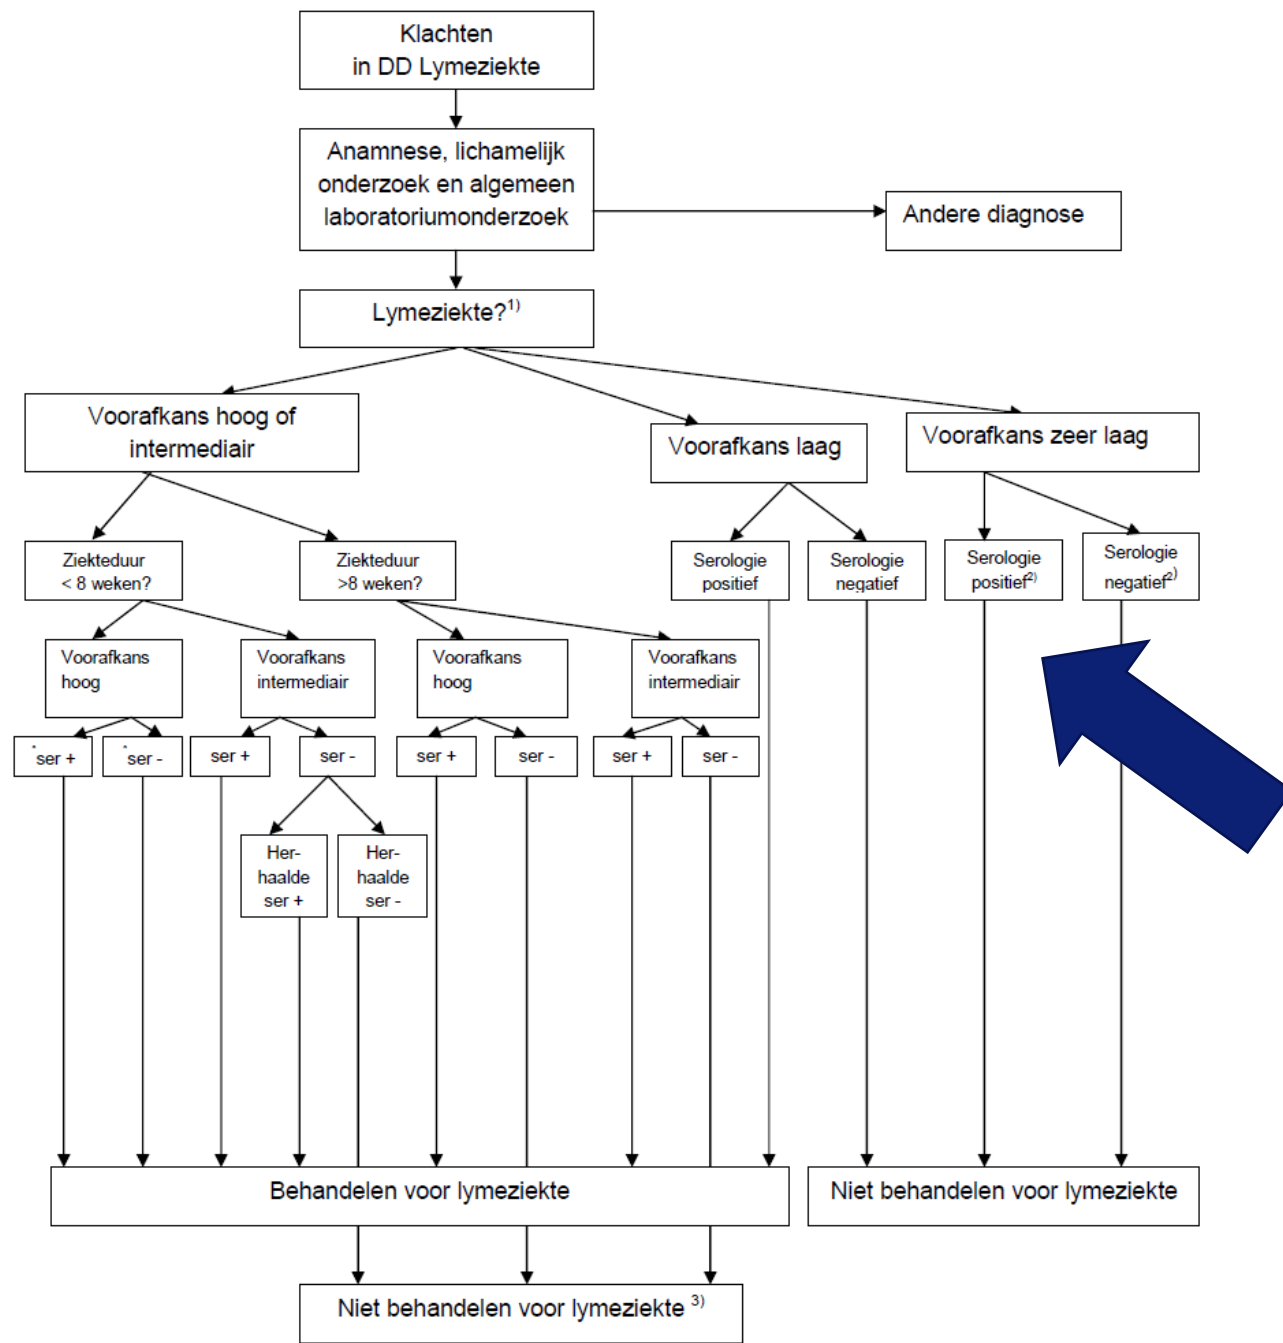 Klachten
in DD Lymeziekte
Anamnese, lichamelijk
onderzoek en algemeen
laboratoriumonderzoek
Andere diagnose
Lymeziekte?1)
Voorafkans hoog of
intermediair
Voorafkans laag
Voorafkans zeer laag
Ziekteduur
< 8 weken?
Ziekteduur
>8 weken?
Serologie
positief
Serologie
negatief
Serologie
positief2)
Serologie
negatief2)
Voorafkans
hoog
Voorafkans
intermediair
Voorafkans
hoog
Voorafkans
intermediair
ˆser +
ˆser -
ser +
ser -
ser +
ser -
ser +
ser -
Her-
haalde
ser +
Her-
haalde
ser -
Behandelen voor lymeziekte
Niet behandelen voor lymeziekte
Niet behandelen voor lymeziekte 3)